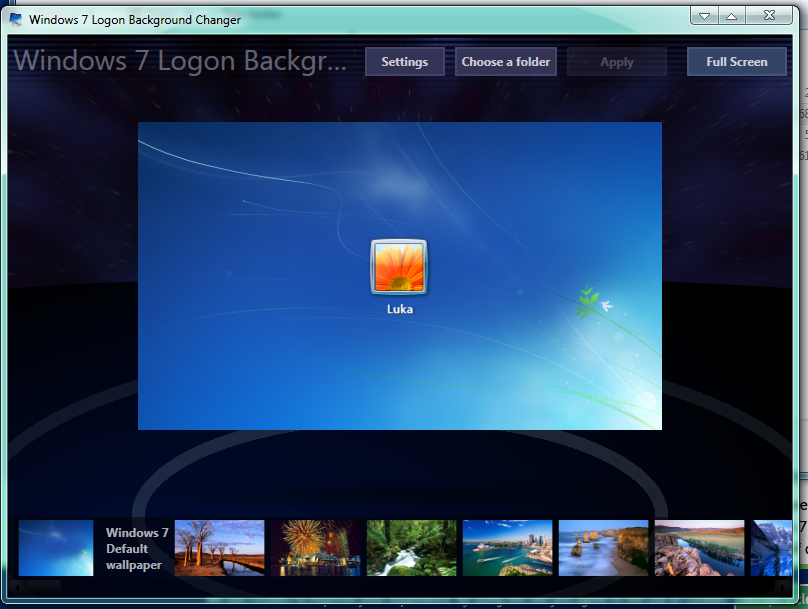 Windows 7 Logon Background Changer
Windows 7 Logon Backgr...
Settings
Choose a folder
Apply
Full Screen
Luka
Windows 7
Default
wallpaper